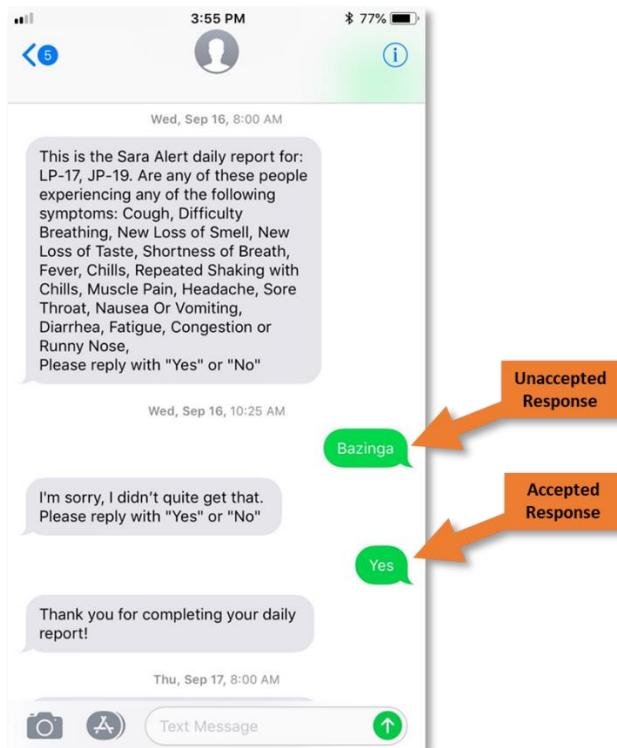 3:55 PM
77%
5
Wed, Sep 16, 8:00 AM
This is the Sara Alert daily report for:
LP-17, JP-19. Are any of these people
experiencing any of the following
symptoms: Cough, Difficulty
Breathing, New Loss of Smell, New
Loss of Taste, Shortness of Breath,
Fever, Chills, Repeated Shaking with
Chills, Muscle Pain, Headache, Sore
Throat, Nausea Or Vomiting,
Diarrhea, Fatigue, Congestion or
Runny Nose,
Please reply with "Yes" or "No"
Wed, Sep 16, 10:25 AM
Unaccepted
Response
Bazinga
I'm sorry, I didn't quite get that.
Please reply with "Yes" or "No"
Accepted
Response
Yes
Thank you for completing your daily
report!
Thu, Sep 17, 8:00 AM
Text Message